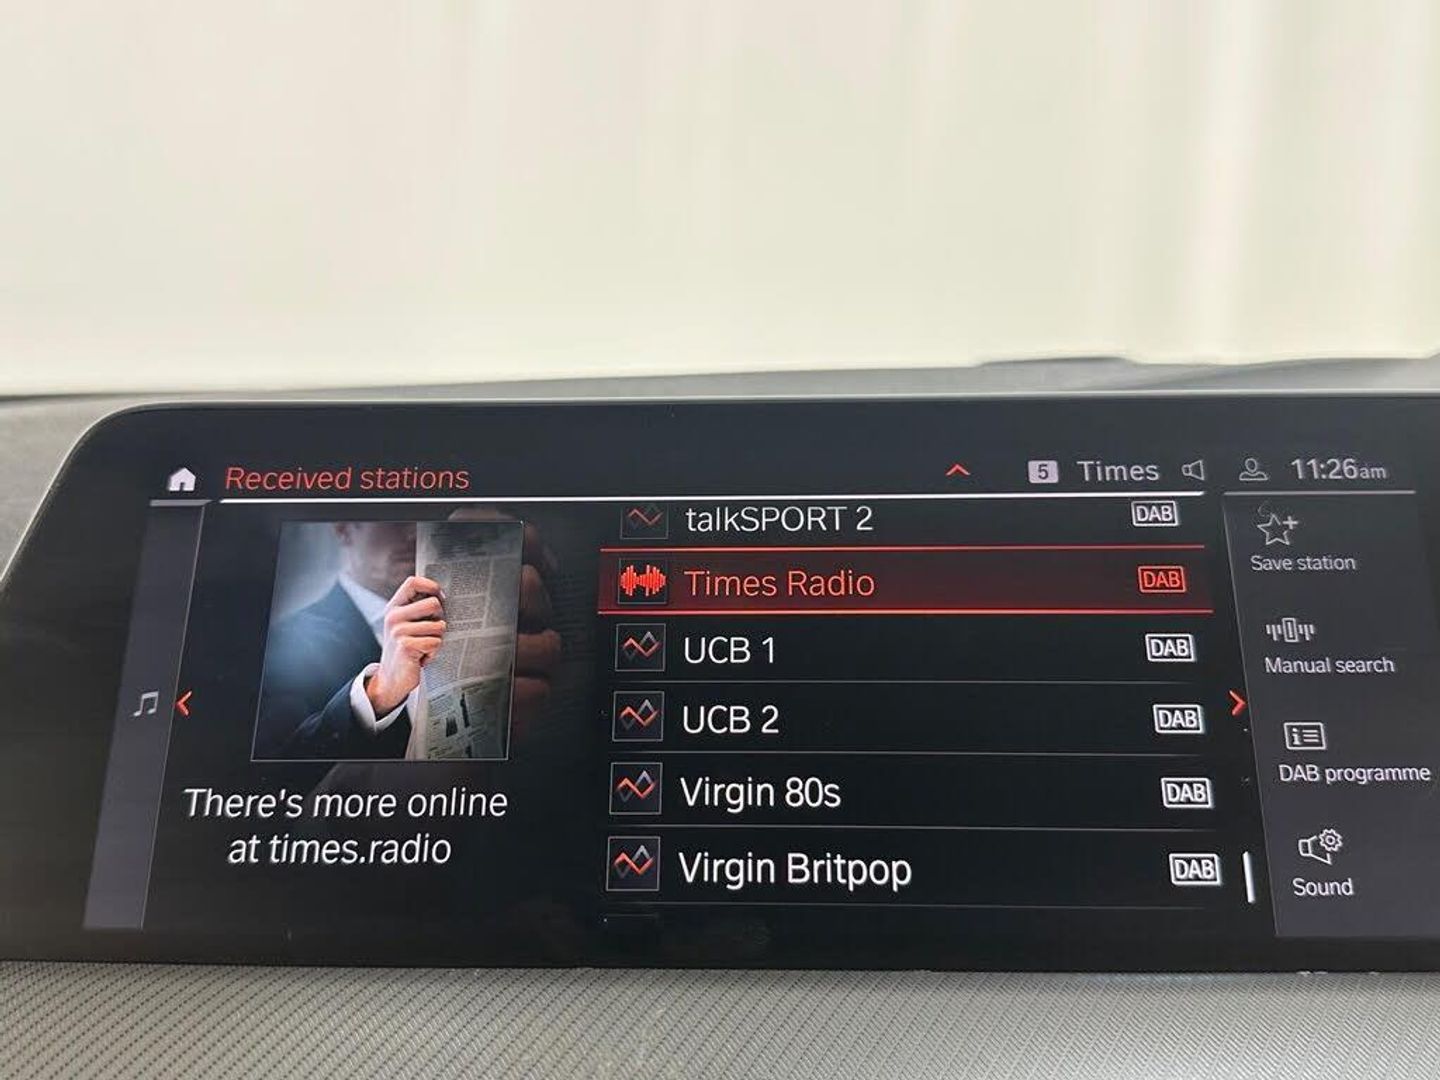 Received stations
5 Times
11:26am
talkSPORT 2 DAB
Times Radio DAB
UCB 1 DAB
UCB 2 DAB
Virgin 80s DAB
Virgin Britpop DAB
There's more online
at times.radio
Save station
Manual search
DAB programme
Sound